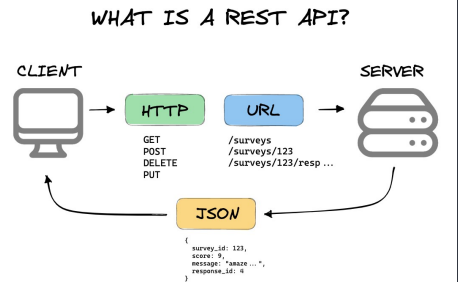 WHAT IS A REST API?
CLIENT
SERVER
HTTP
URL
GET
POST
DELETE
PUT
/surveys
/surveys/123
/surveys/123/resp ...
JSON
{
survey_id: 123,
score: 9,
message: "amaze ...",
response_id: 4
}